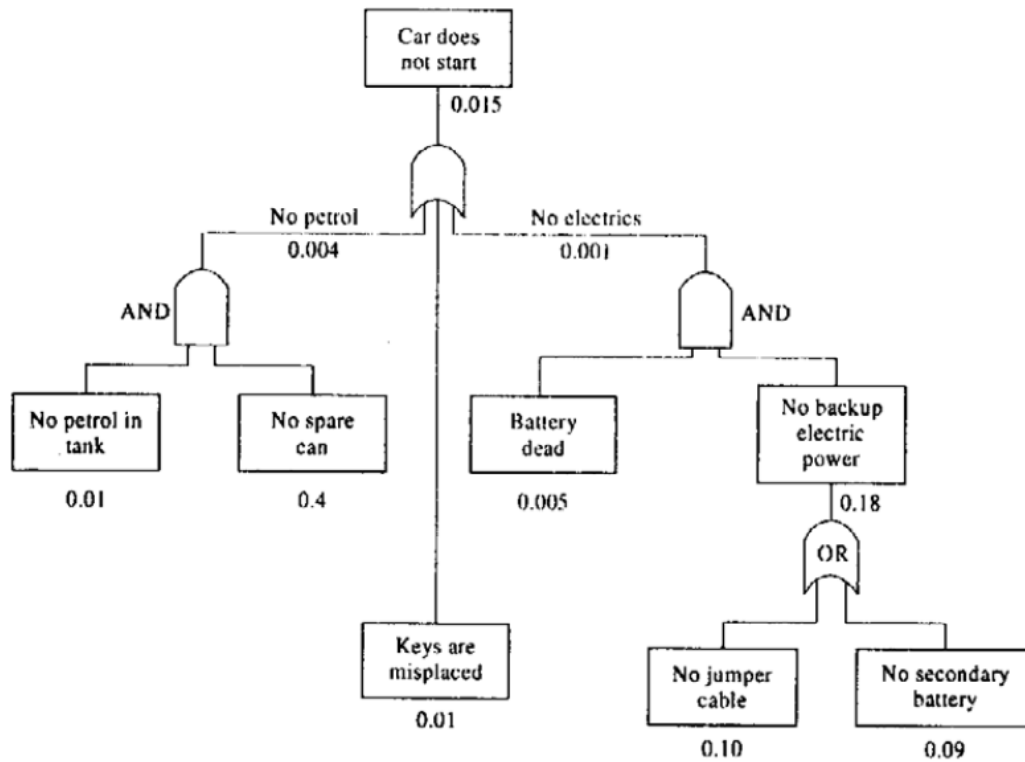 Car does
not start
0.015
No petrol
0.004
No electrics
0.001
AND
AND
No petrol in
tank
0.01
No spare
can
0.4
Battery
dead
0.005
No backup
electric
power
0.18
OR
Keys are
misplaced
0.01
No jumper
cable
0.10
No secondary
battery
0.09